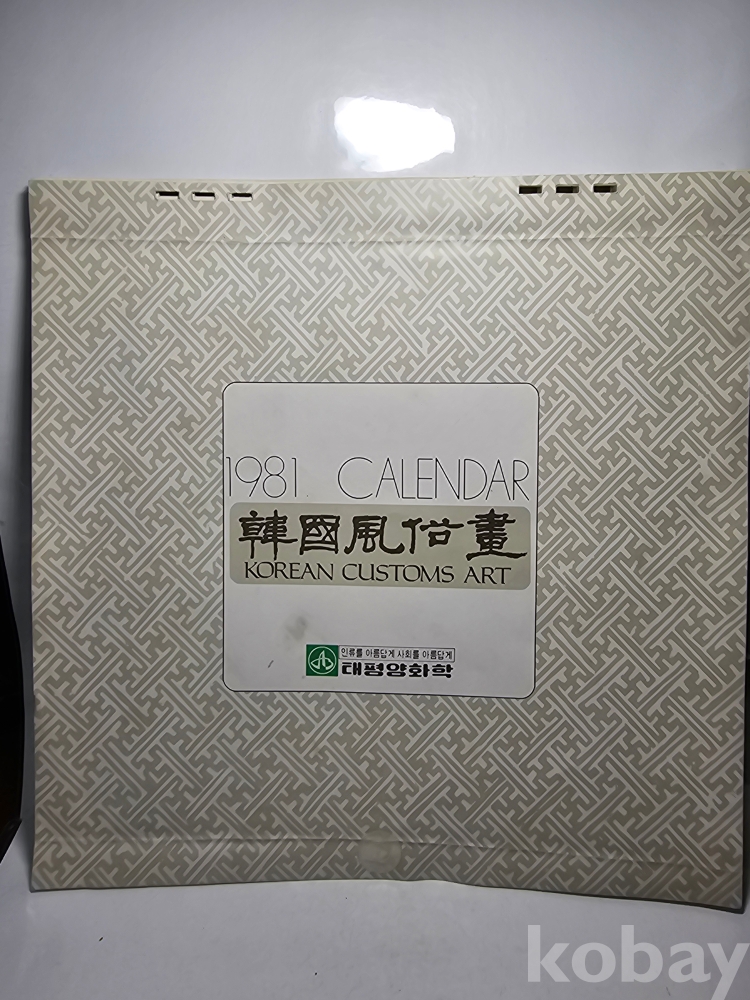 1981 CALENDAR
韓國風俗畫
KOREAN CUSTOMS ART
인류를 아름답게 사회를 아름답게
태평양화학
kobay